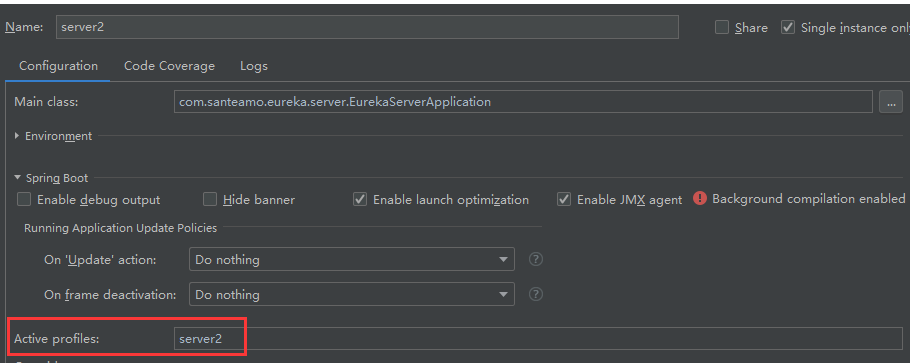 Name: server2 Share Single instance onl
Configuration Code Coverage Logs
Main class: com.santeamo.eureka.server.EurekaServerApplication ...
Environment
Spring Boot
Enable debug output Hide banner Enable launch optimization Enable JMX agent Background compilation enabled
Running Application Update Policies
On 'Update' action: Do nothing ?
On frame deactivation: Do nothing ?
Active profiles: server2